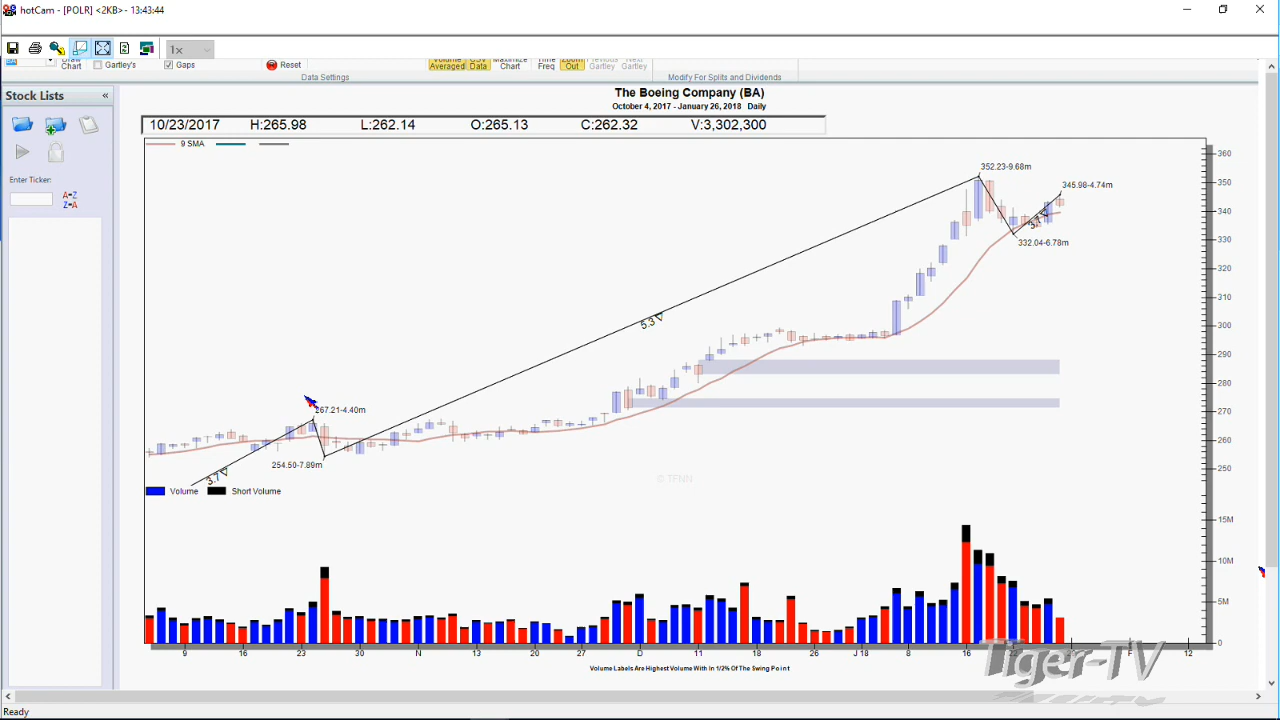 hotCam - [POLR] <2KB>- - 13:43:44
1x
Draw
Chart
Gartley's
Gaps
Reset
Data Settings
Volume
Averaged
CSV
Data
Maximize
Chart
Time
Freq
Zoom
Out
Previous
Gartley
Next
Gartley
Modify For Splits and Dividends
Stock Lists «
Enter Ticker:
A-Z
Z-A
The Boeing Company (BA)
October 4, 2017 - January 26, 2018 Daily
10/23/2017 H:265.98 L:262.14 O:265.13 C:262.32 V:3,302,300
9 SMA
360
350
340
330
320
310
300
290
280
270
260
250
352.23-9.68m
345.98-4.74m
332.04-6.78m
5.3
267.21-4.40m
254.50-7.89m
3.7
© TFNN
Volume Short Volume
15M
10M
5M
0
9 16 23 30 N 13 20 27 D 11 18 26 J 18 8 16 22 29 F 12
Volume Labels Are Highest Volume With In 1/2% Of The Swing Point
Tiger-TV
Ready